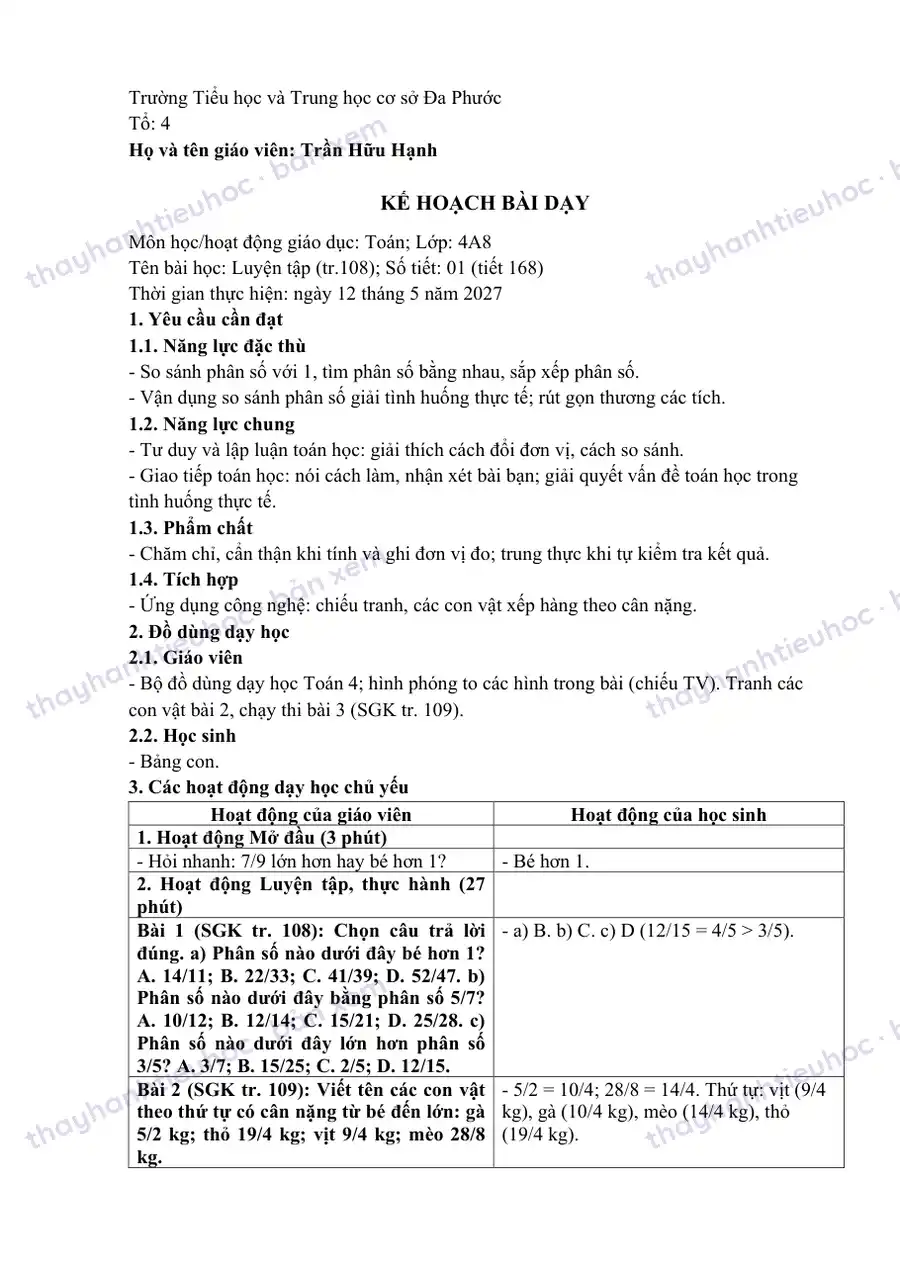 Trường Tiểu học và Trung học cơ sở Đa Phước
Tổ: 4
Họ và tên giáo viên: Trần Hữu Hạnh
KẾ HOẠCH BÀI DẠY
Môn học/hoạt động giáo dục: Toán; Lớp: 4A8
Tên bài học: Luyện tập (tr.108); Số tiết: 01 (tiết 168)
Thời gian thực hiện: ngày 12 tháng 5 năm 2027
1. Yêu cầu cần đạt
1.1. Năng lực đặc thù
- So sánh phân số với 1, tìm phân số bằng nhau, sắp xếp phân số.
- Vận dụng so sánh phân số giải tình huống thực tế; rút gọn thương các tích.
1.2. Năng lực chung
- Tư duy và lập luận toán học: giải thích cách đổi đơn vị, cách so sánh.
- Giao tiếp toán học: nói cách làm, nhận xét bài bạn; giải quyết vấn đề toán học trong
tình huống thực tế.
1.3. Phẩm chất
- Chăm chỉ, cẩn thận khi tính và ghi đơn vị đo; trung thực khi tự kiểm tra kết quả.
1.4. Tích hợp
- Ứng dụng công nghệ: chiếu tranh, các con vật xếp hàng theo cân nặng.
2. Đồ dùng dạy học
2.1. Giáo viên
- Bộ đồ dùng dạy học Toán 4; hình phóng to các hình trong bài (chiếu TV). Tranh các
con vật bài 2, chạy thi bài 3 (SGK tr. 109).
2.2. Học sinh
- Bảng con.
3. Các hoạt động dạy học chủ yếu
Hoạt động của giáo viên
Hoạt động của học sinh
1. Hoạt động Mở đầu (3 phút)
- Hỏi nhanh: 7/9 lớn hơn hay bé hơn 1?
- Bé hơn 1.
2. Hoạt động Luyện tập, thực hành (27
phút)
Bài 1 (SGK tr. 108): Chọn câu trả lời
đúng. a) Phân số nào dưới đây bé hơn 1?
A. 14/11; B. 22/33; C. 41/39; D. 52/47. b)
Phân số nào dưới đây bằng phân số 5/7?
A. 10/12; B. 12/14; C. 15/21; D. 25/28. c)
Phân số nào dưới đây lớn hơn phân số
3/5? A. 3/7; B. 15/25; C. 2/5; D. 12/15.
- a) B. b) C. c) D (12/15 = 4/5 > 3/5).
Bài 2 (SGK tr. 109): Viết tên các con vật
theo thứ tự có cân nặng từ bé đến lớn: gà
5/2 kg; thỏ 19/4 kg; vịt 9/4 kg; mèo 28/8
kg.
- 5/2 = 10/4; 28/8 = 14/4. Thứ tự: vịt (9/4
kg), gà (10/4 kg), mèo (14/4 kg), thỏ
(19/4 kg).
thayhanhtieuhoc · bản xem
thayhanhtieuhoc · b
thayhanhtieuhoc · bản xem
thayhanhtieuhoc · b
thayhanhtieuhoc · bản xem
thayhanhtieuhoc · b